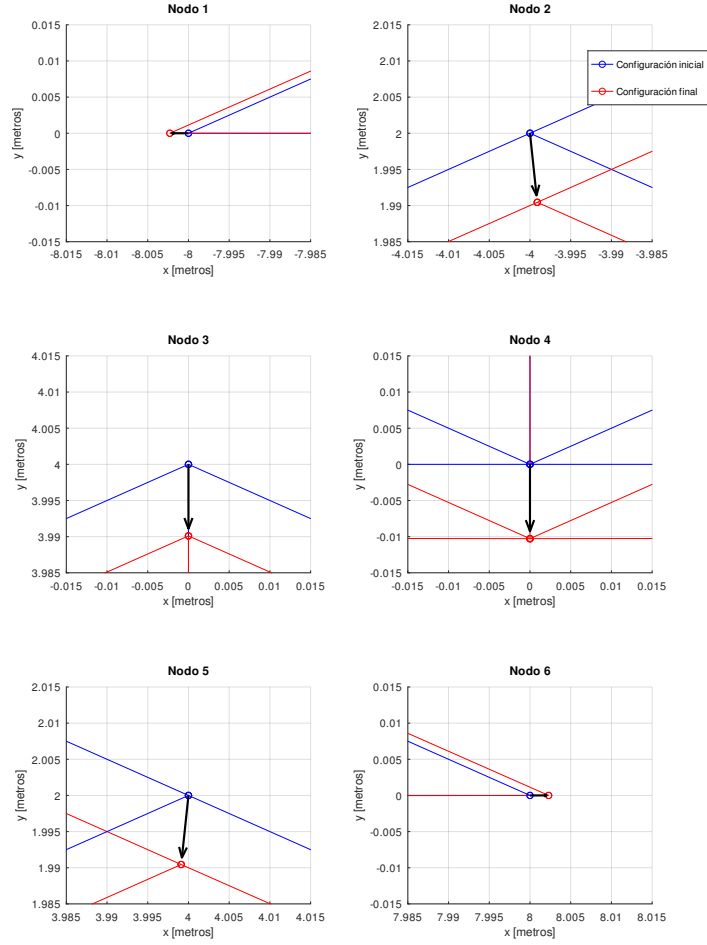 Nodo 1
0.015
0.01
0.005
0
-0.005
-0.01
-0.015
y [metros]
-8.015 -8.01 -8.005 -8 -7.995 -7.99 -7.985
x [metros]
Nodo 2
2.015
2.01
2.005
2
1.995
1.99
1.985
y [metros]
-4.015 -4.01 -4.005 -4 -3.995 -3.99 -3.985
x [metros]
Configuración inicial
Configuración final
Nodo 3
4.015
4.01
4.005
4
3.995
3.99
3.985
y [metros]
-0.015 -0.01 -0.005 0 0.005 0.01 0.015
x [metros]
Nodo 4
0.015
0.01
0.005
0
-0.005
-0.01
-0.015
y [metros]
-0.015 -0.01 -0.005 0 0.005 0.01 0.015
x [metros]
Nodo 5
2.015
2.01
2.005
2
1.995
1.99
1.985
y [metros]
3.985 3.99 3.995 4 4.005 4.01 4.015
x [metros]
Nodo 6
0.015
0.01
0.005
0
-0.005
-0.01
-0.015
y [metros]
7.985 7.99 7.995 8 8.005 8.01 8.015
x [metros]